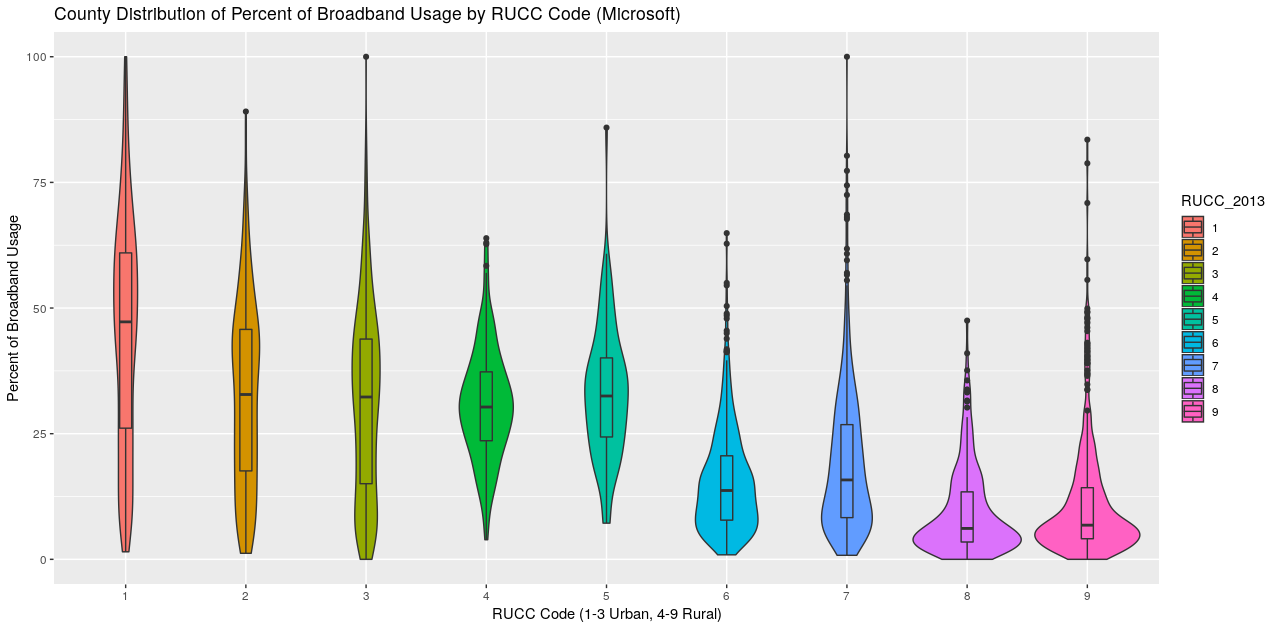 County Distribution of Percent of Broadband Usage by RUCC Code (Microsoft)
Percent of Broadband Usage
100
75
50
25
0
1 2 3 4 5 6 7 8 9
RUCC Code (1-3 Urban, 4-9 Rural)
RUCC_2013
1
2
3
4
5
6
7
8
9